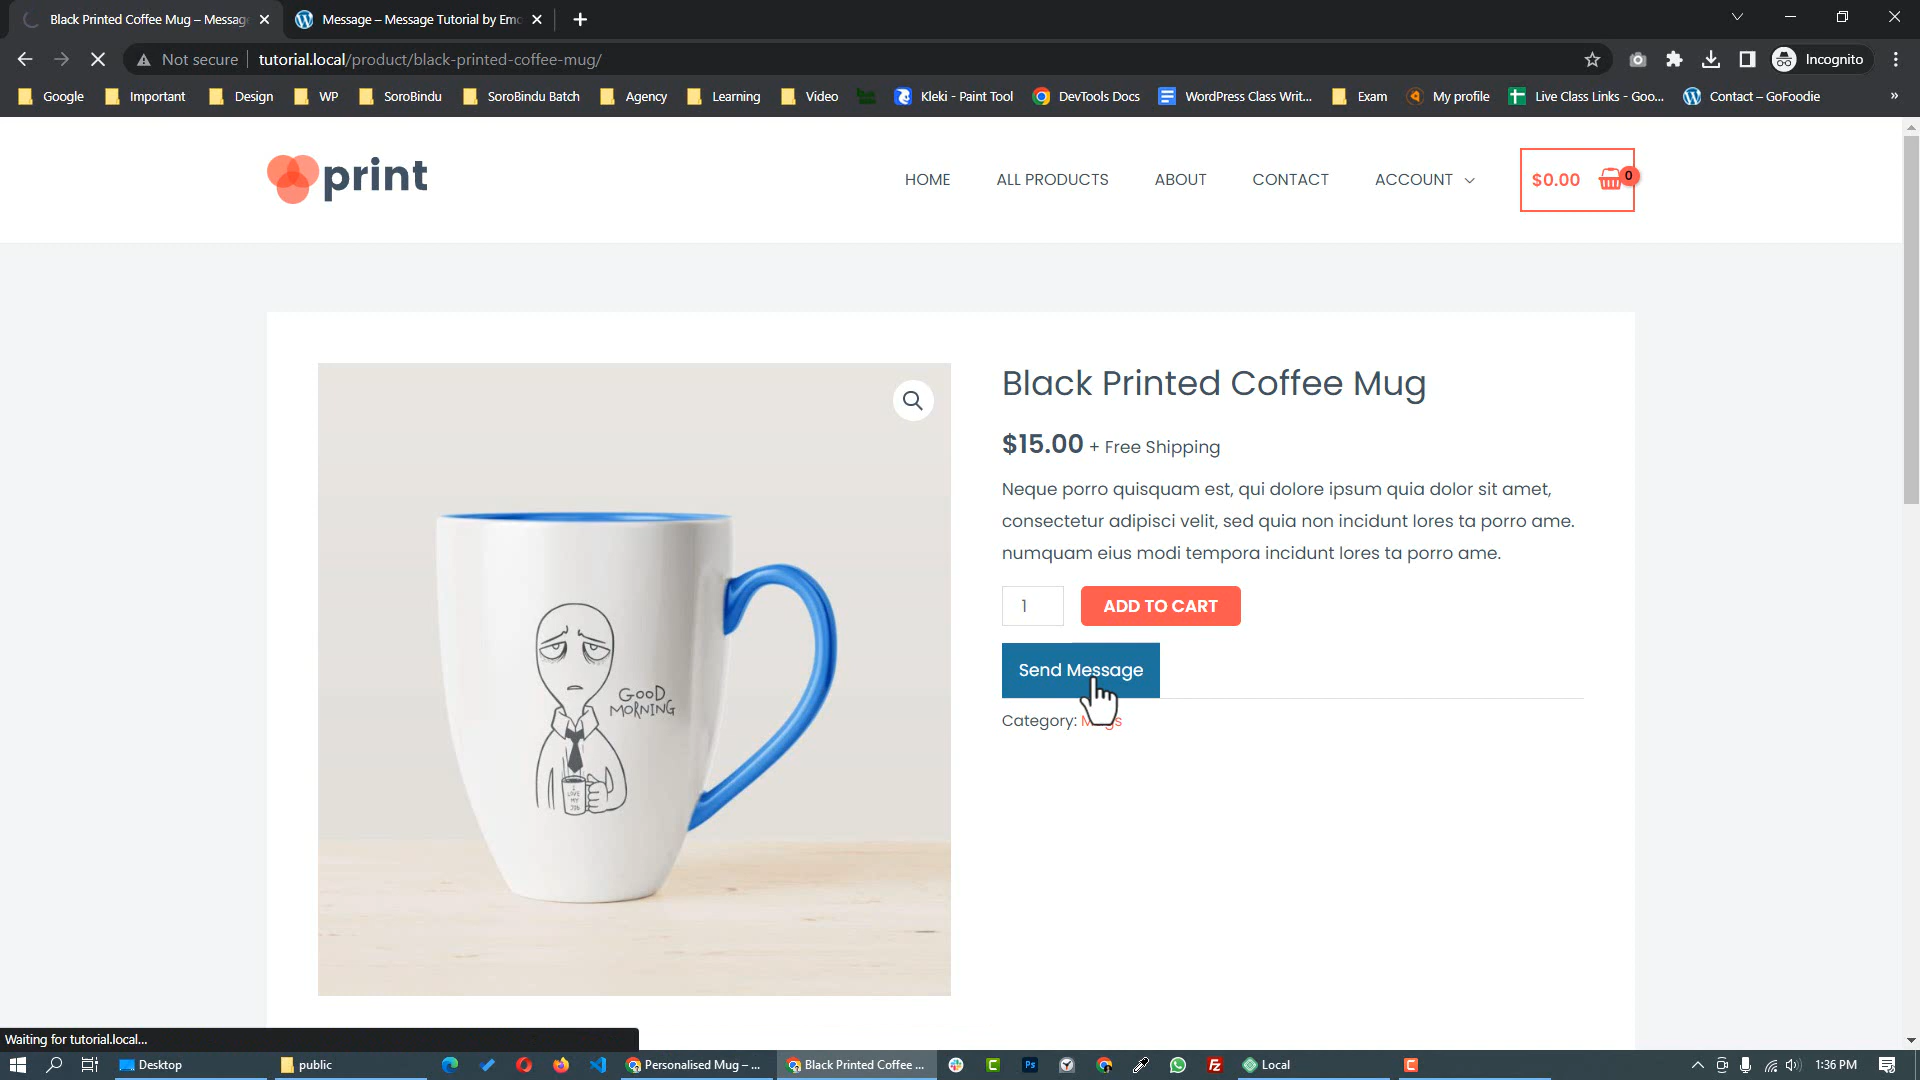 Black Printed Coffee Mug – Message
Message – Message Tutorial by Emo
Not secure
tutorial.local/product/black-printed-coffee-mug/
Incognito
Google
Important
Design
WP
SoroBindu
SoroBindu Batch
Agency
Learning
Video
Kleki - Paint Tool
DevTools Docs
WordPress Class Writ...
Exam
My profile
Live Class Links - Goo...
Contact – GoFoodie
»
print
HOME
ALL PRODUCTS
ABOUT
CONTACT
ACCOUNT
$0.00
0
Black Printed Coffee Mug
$15.00 + Free Shipping
Neque porro quisquam est, qui dolore ipsum quia dolor sit amet,
consectetur adipisci velit, sed quia non incidunt lores ta porro ame.
numquam eius modi tempora incidunt lores ta porro ame.
1
ADD TO CART
Send Message
Category: Mugs
GOOD
MORNING
I
LOVE
MY
JOB
Waiting for tutorial.local...
Desktop
public
Personalised Mug – ...
Black Printed Coffee ...
Local
1:36 PM